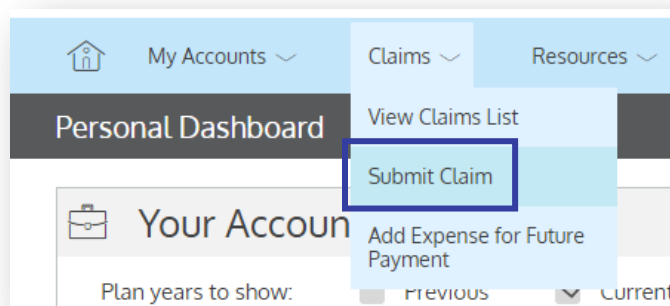 My Accounts Claims Resources
View Claims List
Personal Dashboard
Submit Claim
Your Accoun
Add Expense for Future
Payment
Plan years to show: Previous Current